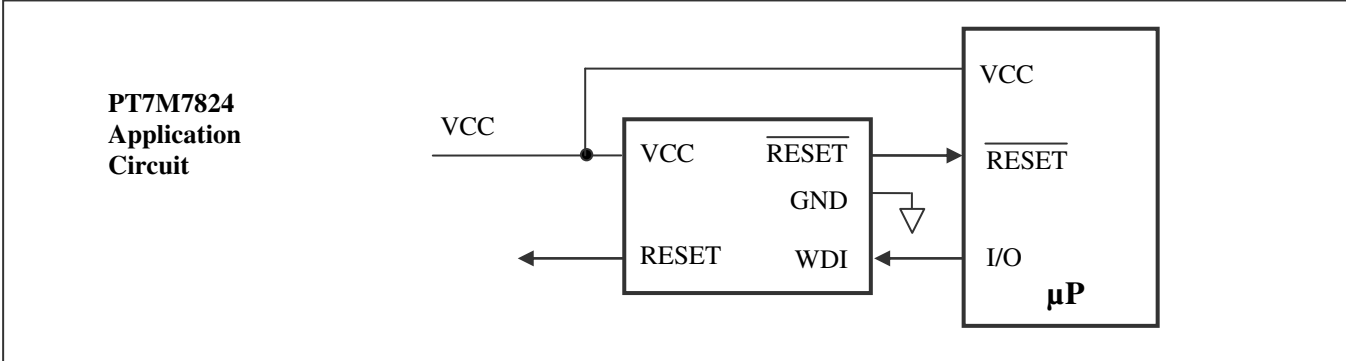 PT7M7824
Application
Circuit
VCC
VCC
RESET
GND
RESET
WDI
VCC
RESET
I/O
µP